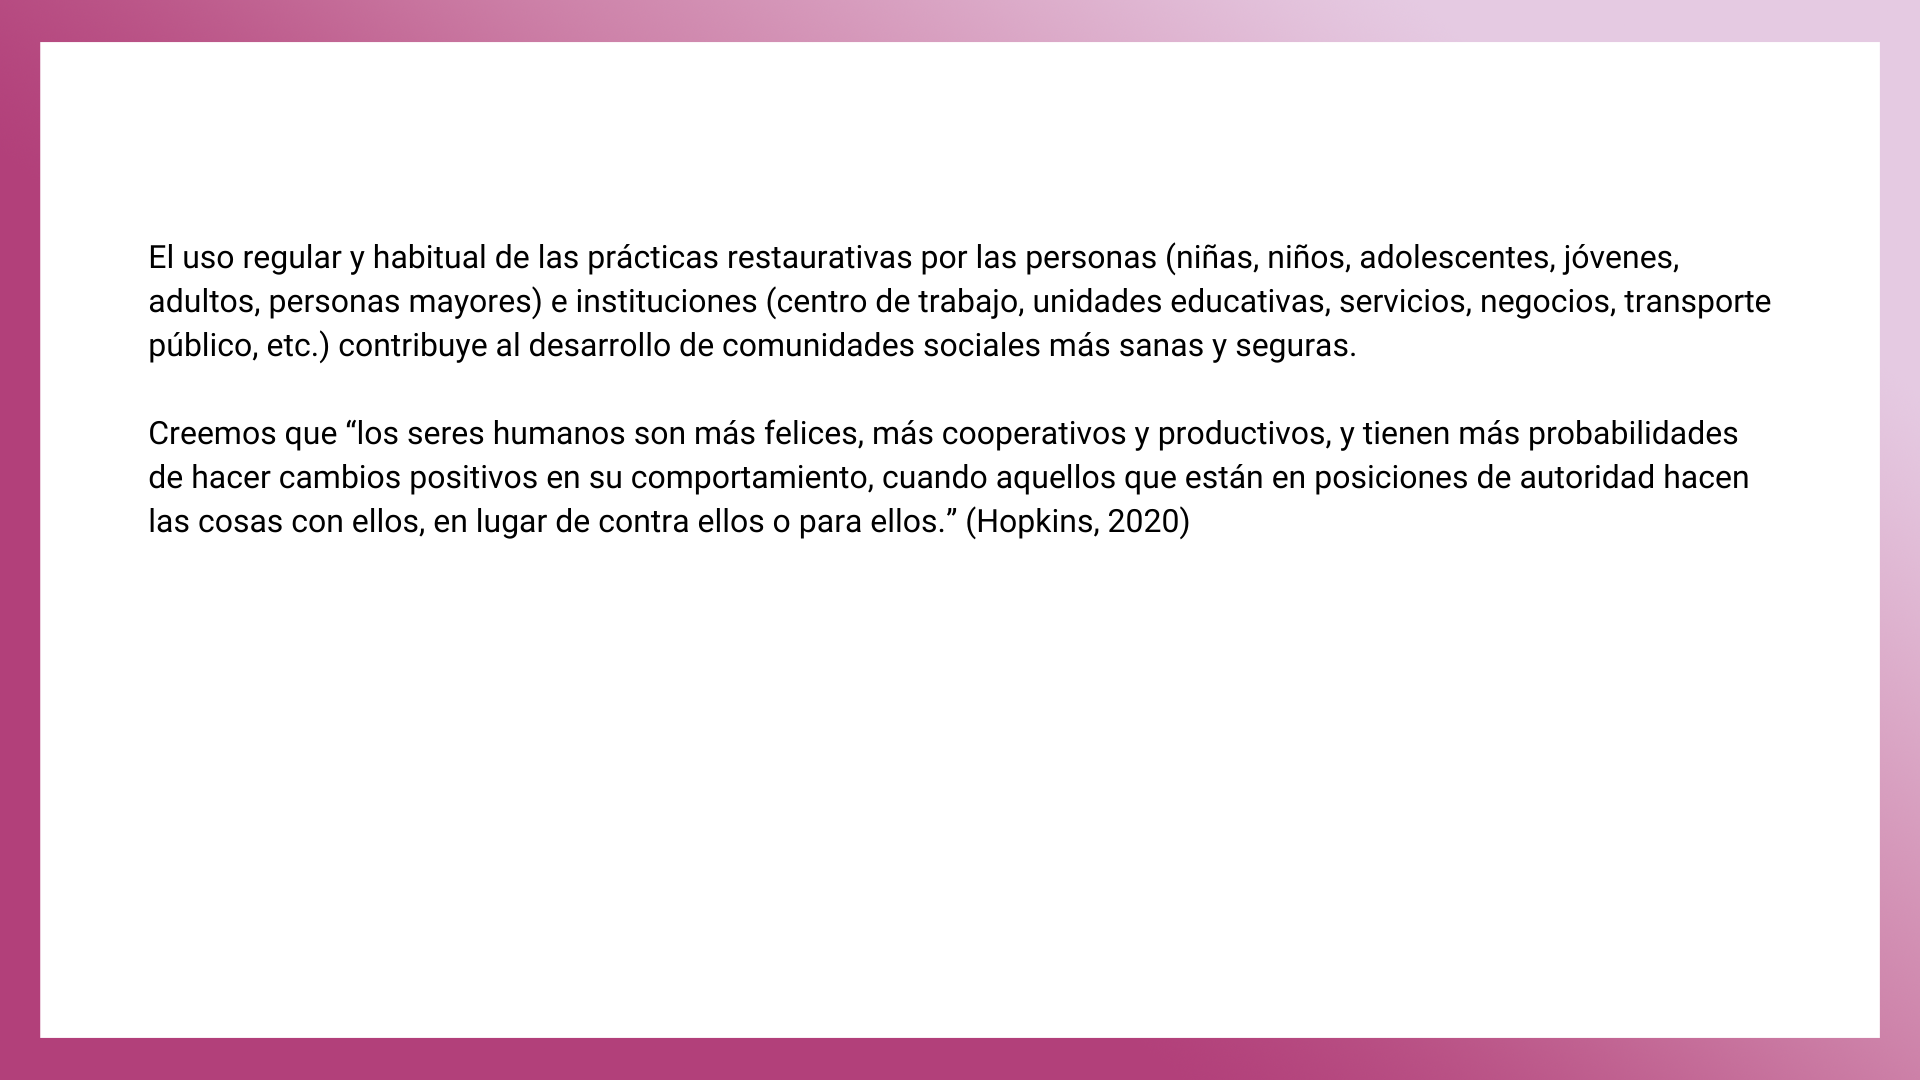 El uso regular y habitual de las prácticas restaurativas por las personas (niñas, niños, adolescentes, jóvenes,
adultos, personas mayores) e instituciones (centro de trabajo, unidades educativas, servicios, negocios, transporte
público, etc.) contribuye al desarrollo de comunidades sociales más sanas y seguras.
Creemos que “los seres humanos son más felices, más cooperativos y productivos, y tienen más probabilidades
de hacer cambios positivos en su comportamiento, cuando aquellos que están en posiciones de autoridad hacen
las cosas con ellos, en lugar de contra ellos o para ellos.” (Hopkins, 2020)